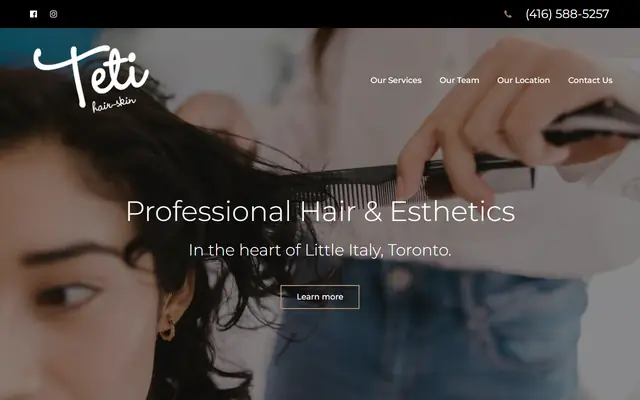 (416) 588-5257
Teti
hair-skin
Our Services
Our Team
Our Location
Contact Us
Professional Hair & Esthetics
In the heart of Little Italy, Toronto.
Learn more